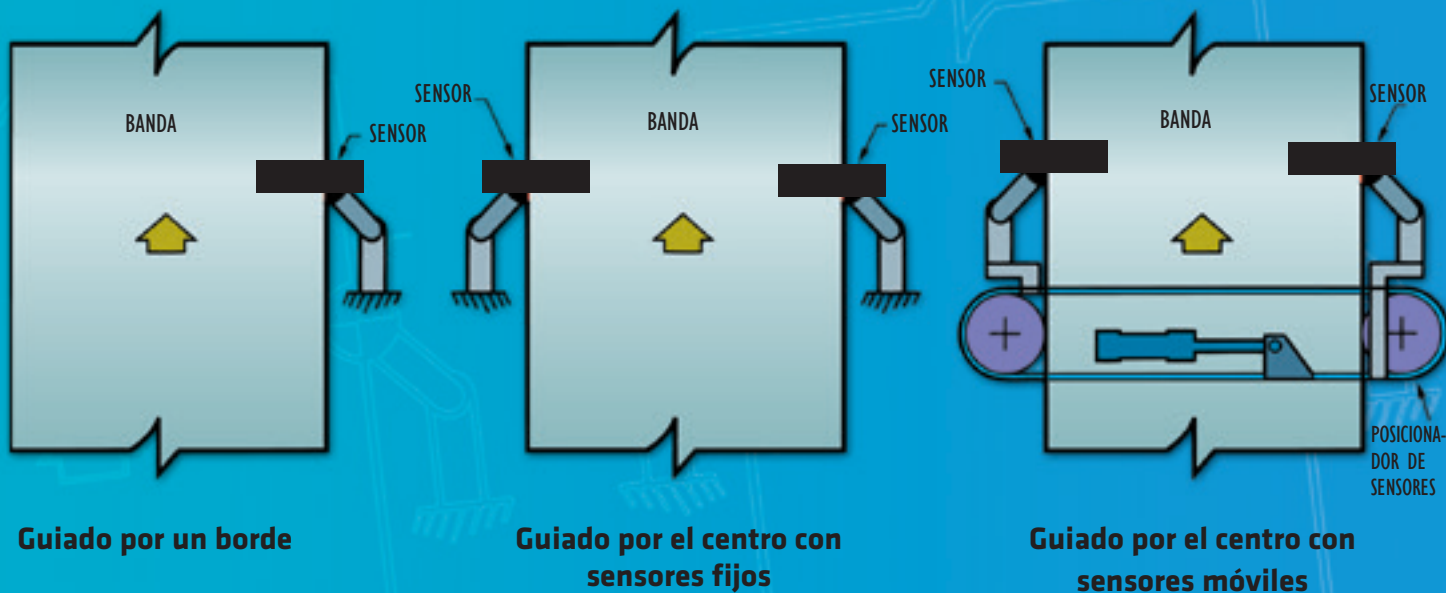 BANDA
SENSOR
Guiado por un borde
SENSOR
BANDA
SENSOR
Guiado por el centro con
sensores fijos
SENSOR
BANDA
SENSOR
POSICIONA-
DOR DE
SENSORES
Guiado por el centro con
sensores móviles